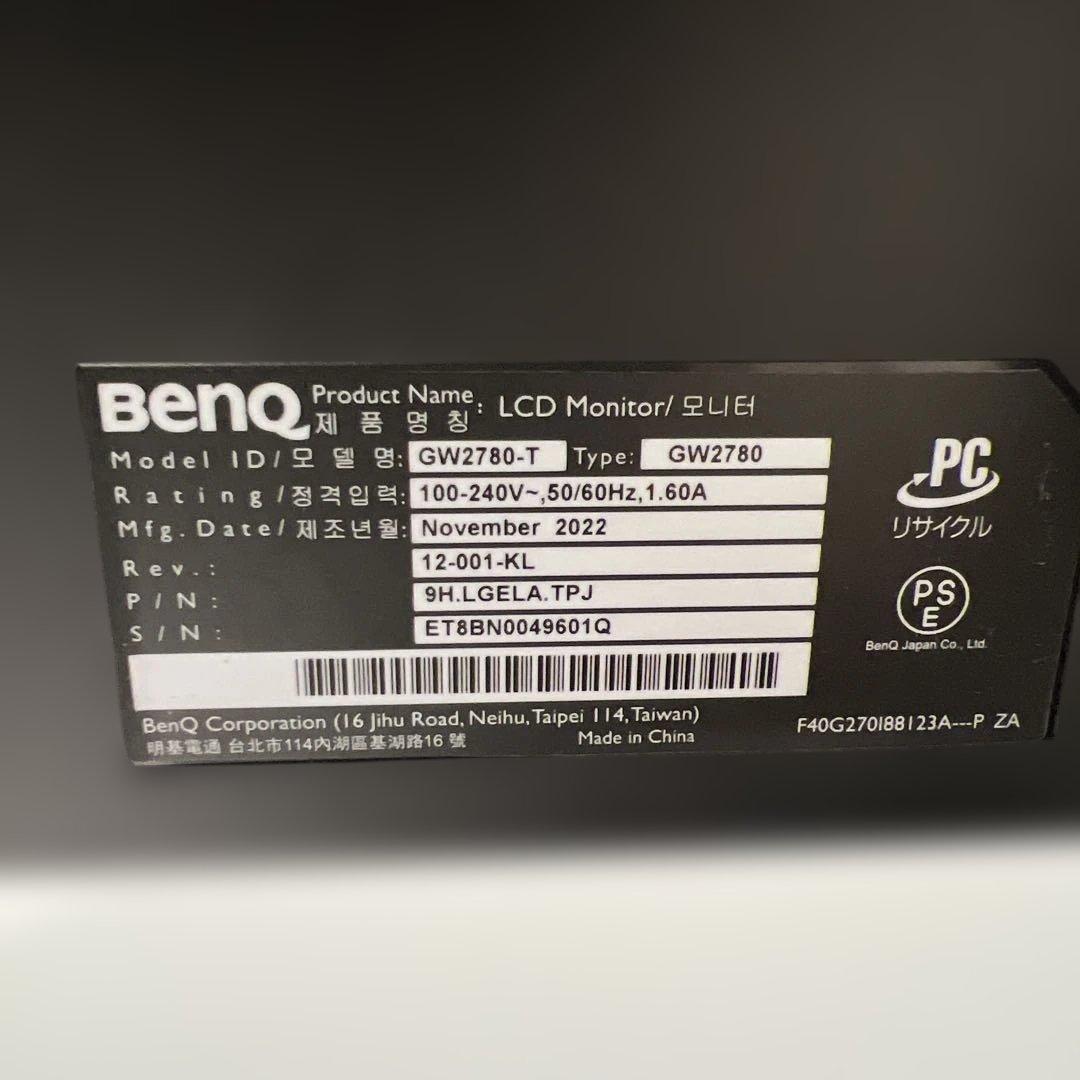 BenQ Product Name : LCD Monitor/ 모니터
제 품 명 칭
Model ID/모 델 명: GW2780-T Type: GW2780
Rating/정격입력: 100-240V~,50/60Hz,1.60A
Mfg. Date/ 제조년월: November 2022
Rev.: 12-001-KL
P/N: 9H.LGELA.TPJ
S/N: ET8BN0049601Q
PC
リサイクル
PS
E
BenQ Japan Co., Ltd.
BenQ Corporation (16 Jihu Road, Neihu, Taipei 114, Taiwan)
明基電通 台北市114內湖區基湖路16 號
Made in China
F40G270I88123A---P ZA